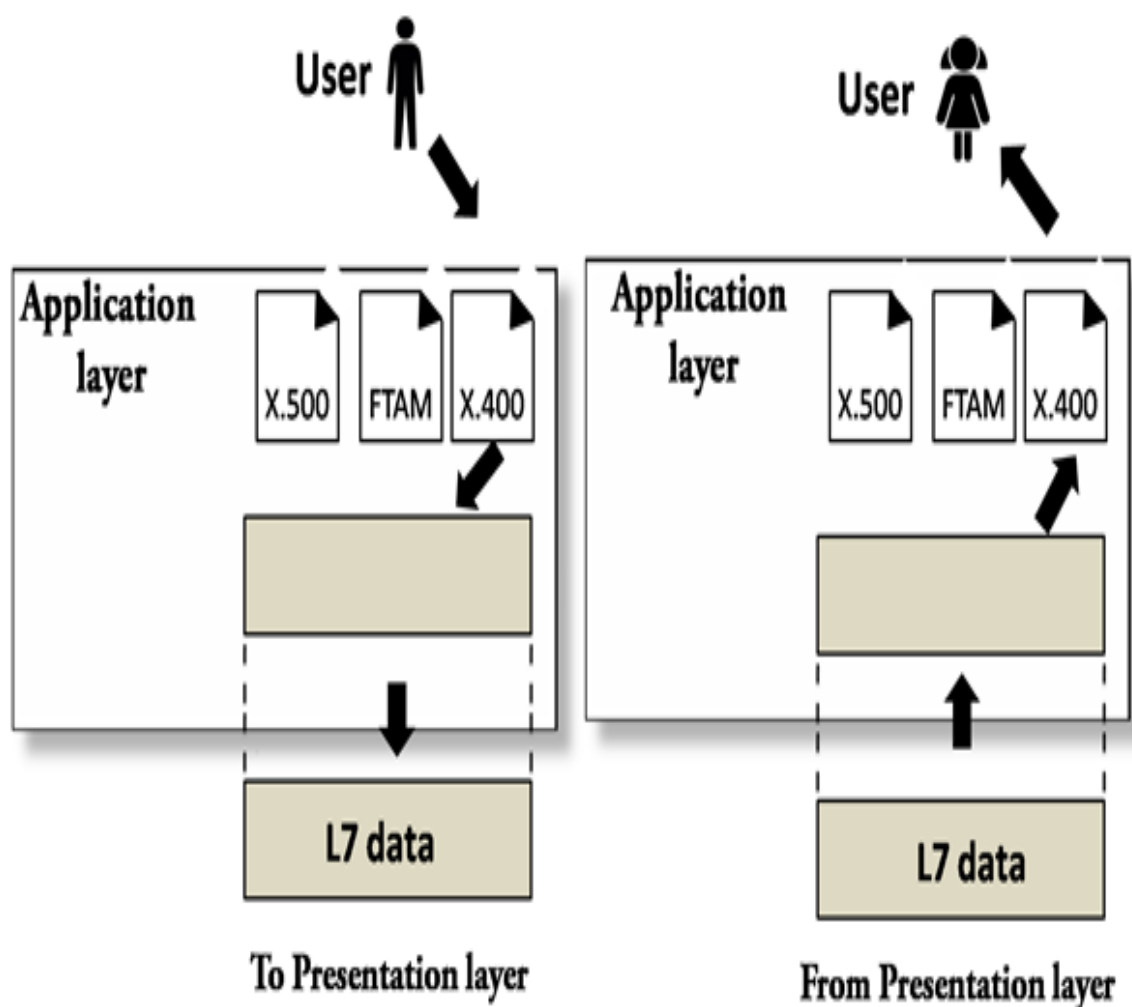 User
Application
layer
X.500 FTAM X.400
L7 data
To Presentation layer
User
Application
layer
X.500 FTAM X.400
L7 data
From Presentation layer